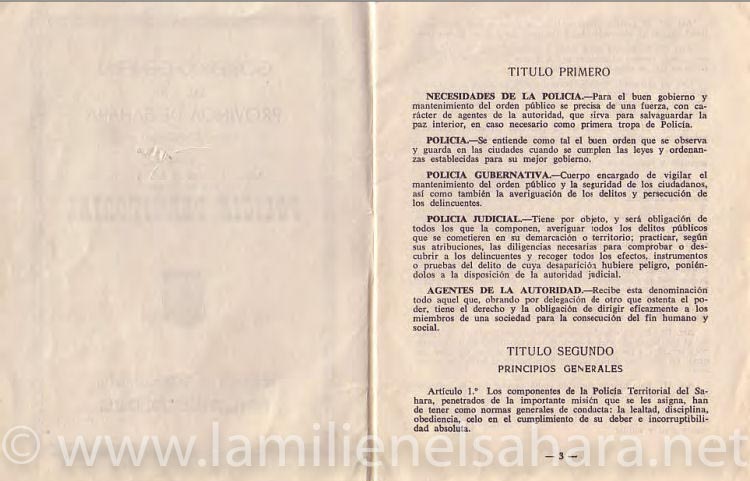 TITULO PRIMERO
NECESIDADES DE LA POLICIA.—Para el buen gobierno y
mantenimiento del orden público se precisa de una fuerza, con ca-
rácter de agentes de la autoridad, que sirva para salvaguardar la
paz interior, en caso necesario como primera tropa de Policía.
POLICIA.—Se entiende como tal el buen orden que se observa
y guarda en las ciudades cuando se cumplen las leyes y ordenan-
zas establecidas para su mejor gobierno.
POLICIA GUBERNATIVA.—Cuerpo encargado de vigilar el
mantenimiento del orden público y la seguridad de los ciudadanos,
así como también la averiguación de los delitos y persecución de
los delincuentes.
POLICIA JUDICIAL.—Tiene por objeto, y será obligación de
todos los que la componen, averiguar todos los delitos públicos
que se cometieren en su demarcación o territorio; practicar, según
sus atribuciones, las diligencias necesarias para comprobar o des-
cubrir a los delincuentes y recoger todos los efectos, instrumentos
o pruebas del delito de cuya desaparición hubiere peligro, ponién-
dolos a la disposición de la autoridad judicial.
AGENTES DE LA AUTORIDAD.—Recibe esta denominación
todo aquel que, obrando por delegación de otro que ostenta el po-
der, tiene el derecho y la obligación de dirigir eficazmente a los
miembros de una sociedad para la consecución del fin humano y
social.
TITULO SEGUNDO
PRINCIPIOS GENERALES
Artículo 1.º Los componentes de la Policía Territorial del Sa-
hara, penetrados de la importante misión que se les asigna, han
de tener como normas generales de conducta: la lealtad, disciplina,
obediencia, celo en el cumplimiento de su deber e incorruptibili-
dad absoluta.
— 3 —
© www.lamilienelsahara.net